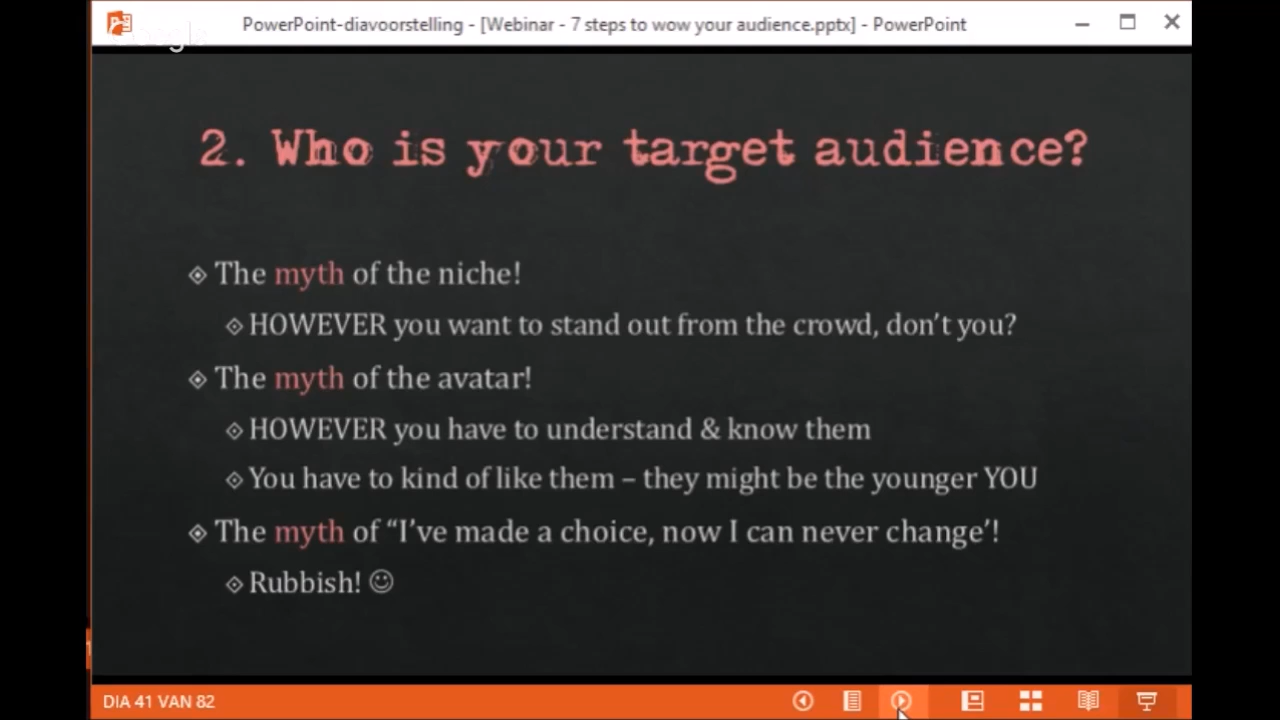 PowerPoint-diavoorstelling - [Webinar - 7 steps to wow your audience.pptx] - PowerPoint
2. Who is your target audience?
The myth of the niche!
HOWEVER you want to stand out from the crowd, don’t you?
The myth of the avatar!
HOWEVER you have to understand & know them
You have to kind of like them – they might be the younger YOU
The myth of “I’ve made a choice, now I can never change’!
Rubbish! ☺
DIA 41 VAN 82